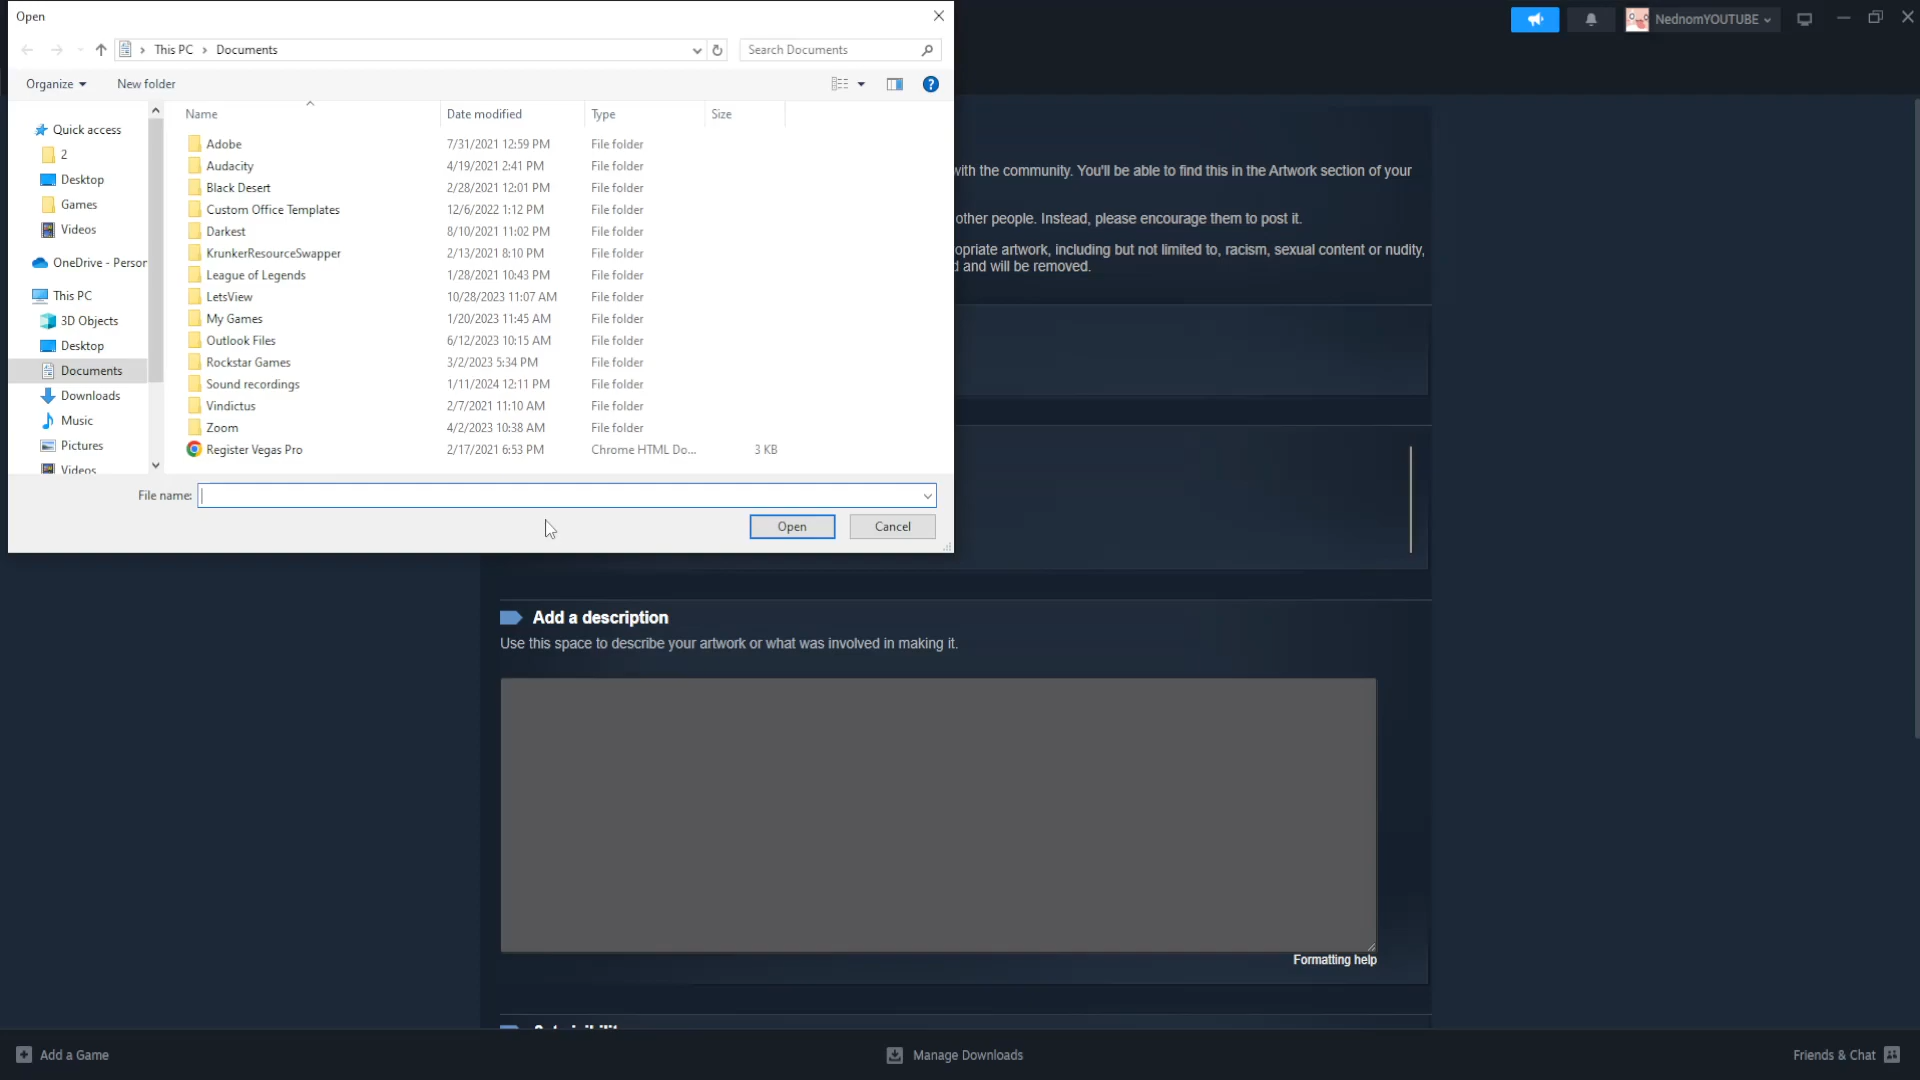 Open
This PC > Documents
Search Documents
Organize
New folder
Name
Date modified
Type
Size
Quick access
2
Desktop
Games
Videos
OneDrive - Person
This PC
3D Objects
Desktop
Documents
Downloads
Music
Pictures
Videos
Adobe 7/31/2021 12:59 PM File folder
Audacity 4/19/2021 2:41 PM File folder
Black Desert 2/28/2021 12:01 PM File folder
Custom Office Templates 12/6/2022 1:12 PM File folder
Darkest 8/10/2021 11:02 PM File folder
KrunkerResourceSwapper 2/13/2021 8:10 PM File folder
League of Legends 1/28/2021 10:43 PM File folder
LetsView 10/28/2023 11:07 AM File folder
My Games 1/20/2023 11:45 AM File folder
Outlook Files 6/12/2023 10:15 AM File folder
Rockstar Games 3/2/2023 5:34 PM File folder
Sound recordings 1/11/2024 12:11 PM File folder
Vindictus 2/7/2021 11:10 AM File folder
Zoom 4/2/2023 10:38 AM File folder
Register Vegas Pro 2/17/2021 6:53 PM Chrome HTML Do... 3 KB
File name:
Open
Cancel
NednomYOUTUBE
with the community. You'll be able to find this in the Artwork section of your
other people. Instead, please encourage them to post it.
opriate artwork, including but not limited to, racism, sexual content or nudity,
d and will be removed.
Add a description
Use this space to describe your artwork or what was involved in making it.
Formatting help
Add a Game
Manage Downloads
Friends & Chat